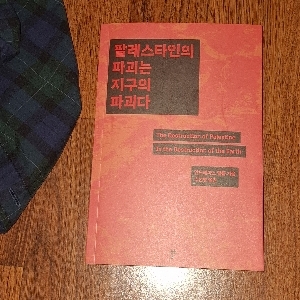 팔레스타인의
파괴는
지구의
파괴다
The Destruction of Palestine
Is the Destruction of the Earth